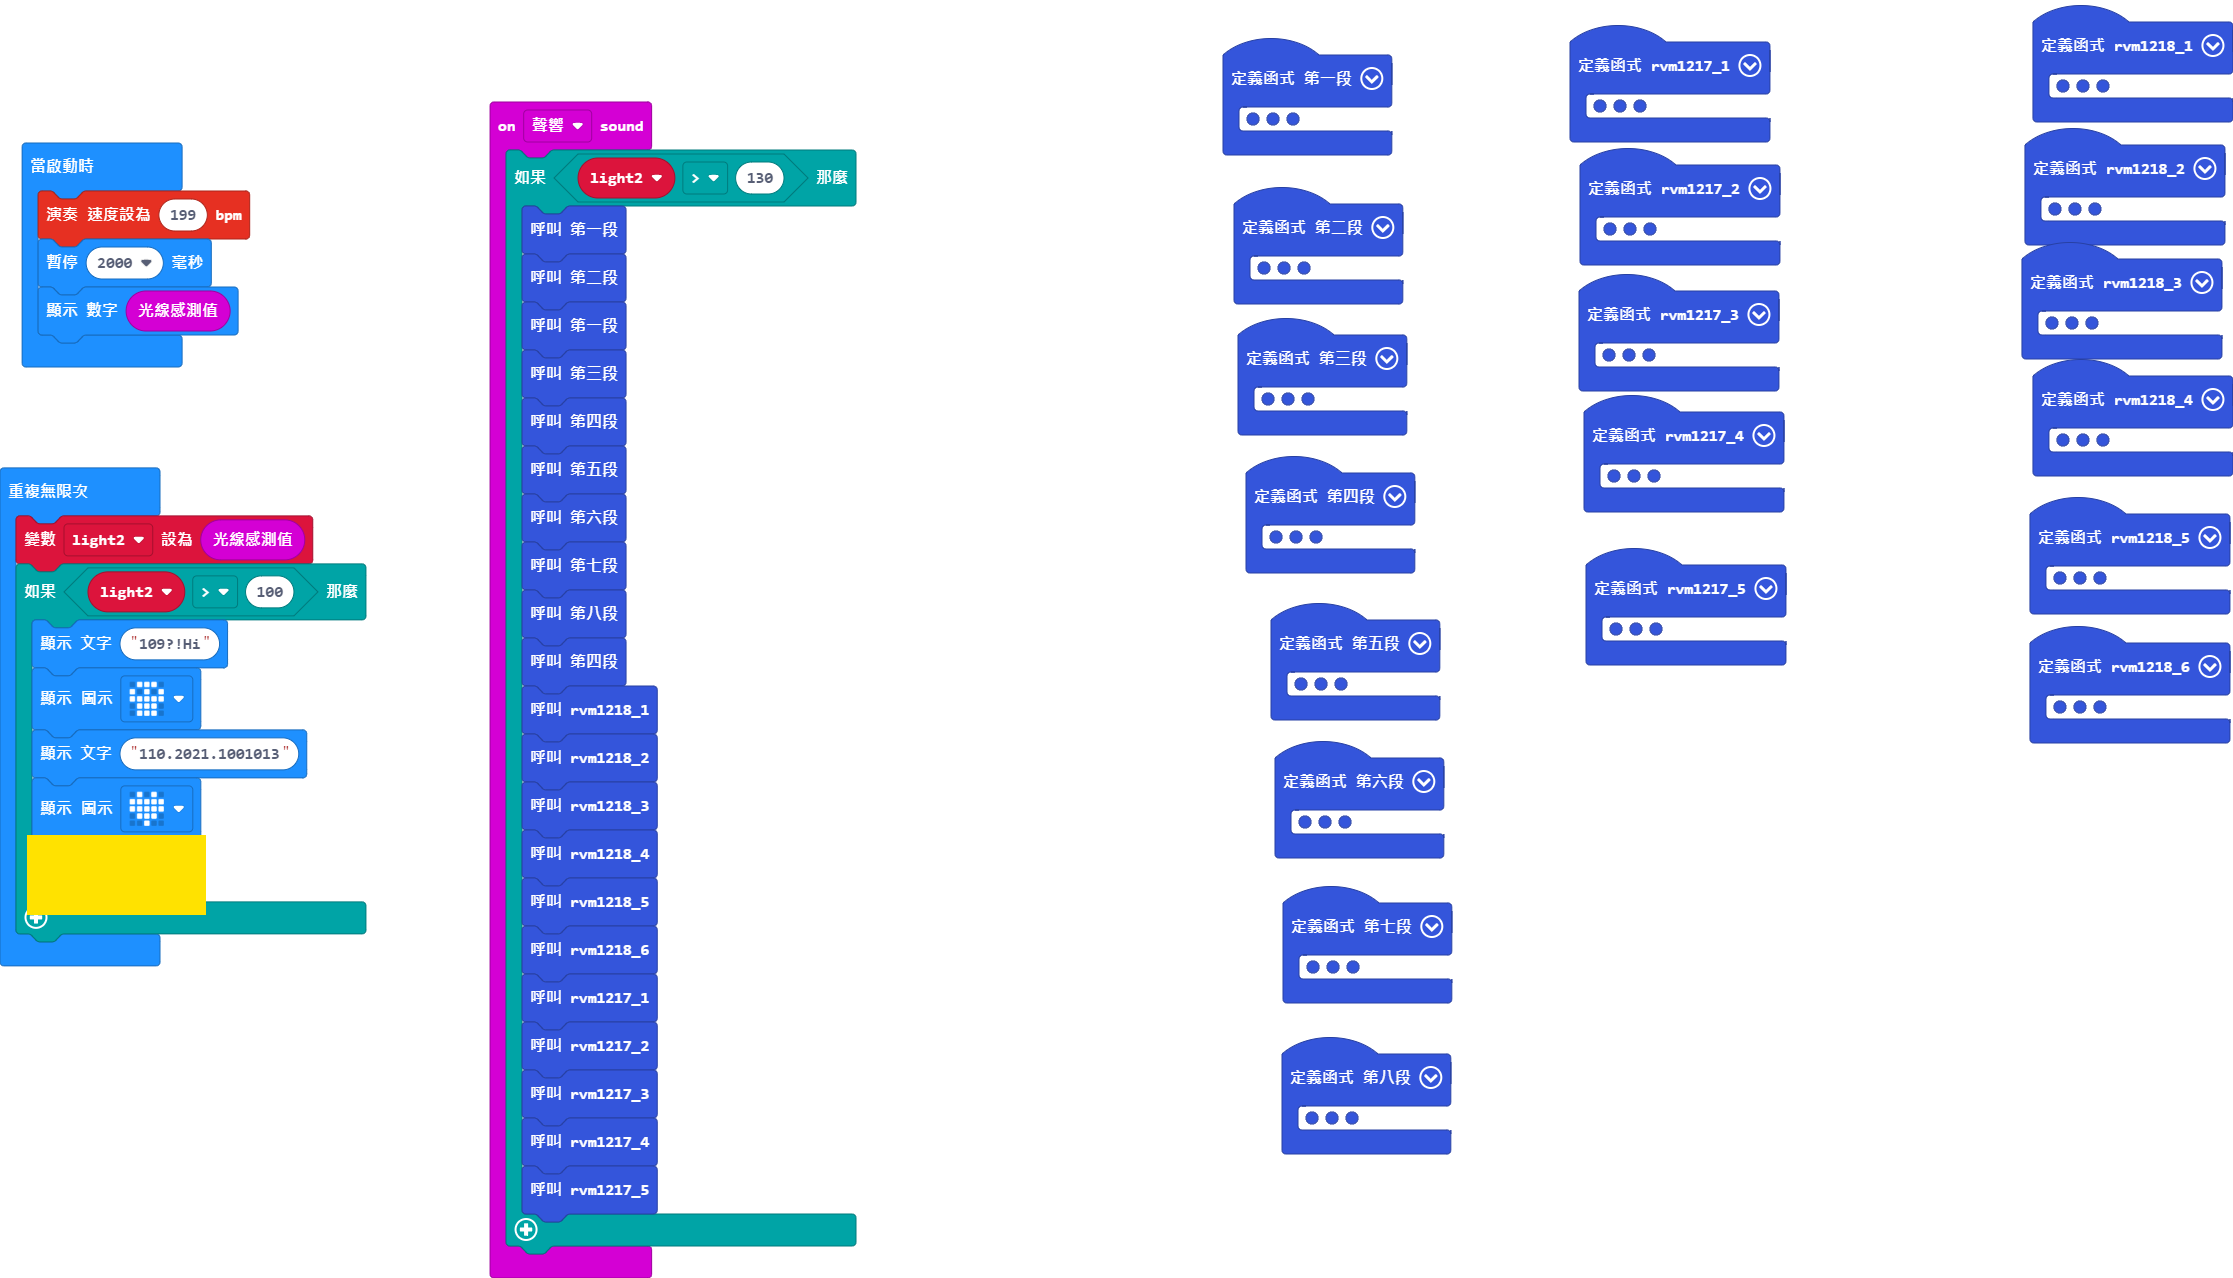 當啟動時
演奏 速度設為 199 bpm
暫停 2000 毫秒
顯示 數字 光線感測值
重複無限次
變數 light2 設為 光線感測值
如果 light2 > 100 那麼
顯示 文字 "109?!Hi"
顯示 圖示
顯示 文字 "110.2021.1001013"
顯示 圖示
on 聲響 sound
如果 light2 > 130 那麼
呼叫 第一段
呼叫 第二段
呼叫 第一段
呼叫 第三段
呼叫 第四段
呼叫 第五段
呼叫 第六段
呼叫 第七段
呼叫 第八段
呼叫 第四段
呼叫 rvm1218_1
呼叫 rvm1218_2
呼叫 rvm1218_3
呼叫 rvm1218_4
呼叫 rvm1218_5
呼叫 rvm1218_6
呼叫 rvm1217_1
呼叫 rvm1217_2
呼叫 rvm1217_3
呼叫 rvm1217_4
呼叫 rvm1217_5
定義函式 第一段
定義函式 第二段
定義函式 第三段
定義函式 第四段
定義函式 第五段
定義函式 第六段
定義函式 第七段
定義函式 第八段
定義函式 rvm1217_1
定義函式 rvm1217_2
定義函式 rvm1217_3
定義函式 rvm1217_4
定義函式 rvm1217_5
定義函式 rvm1218_1
定義函式 rvm1218_2
定義函式 rvm1218_3
定義函式 rvm1218_4
定義函式 rvm1218_5
定義函式 rvm1218_6